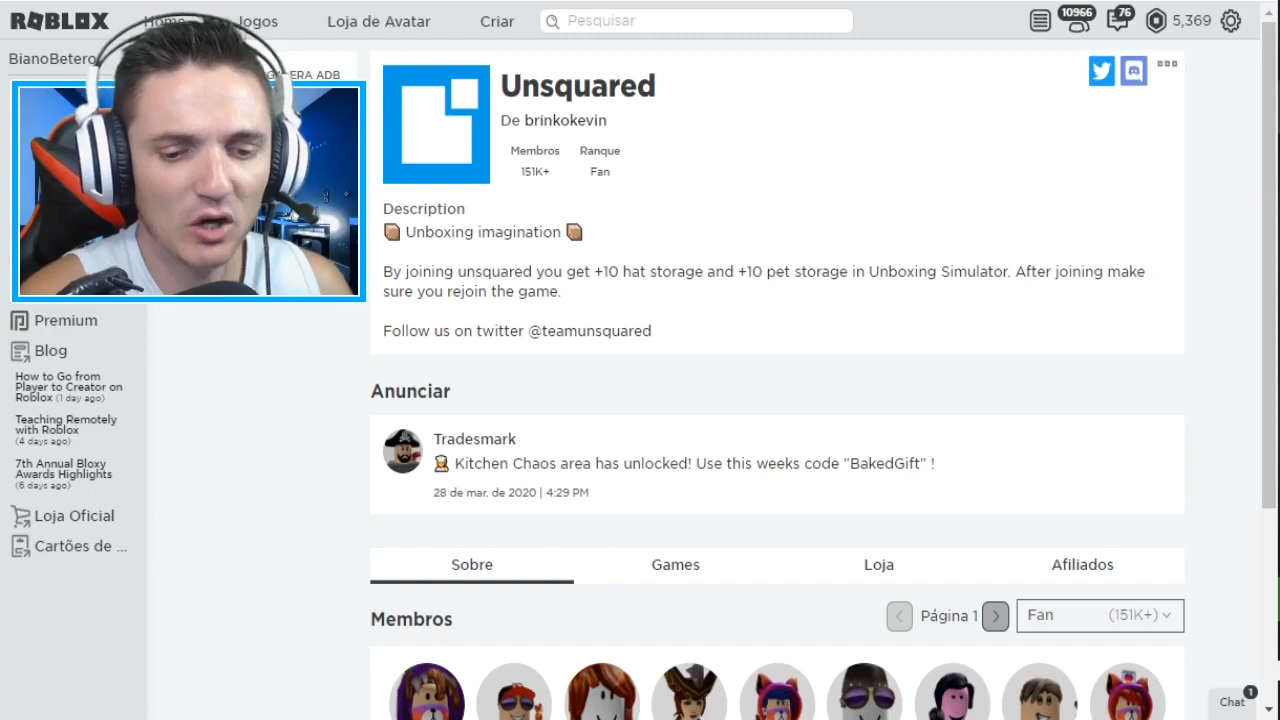 ROBLOX Home Jogos Loja de Avatar Criar Pesquisar 10966 76 5,369
BianoBetero
ERA ADB
Unsquared
De brinkokevin
Membros Ranque
151K+ Fan
Description
Unboxing imagination
By joining unsquared you get +10 hat storage and +10 pet storage in Unboxing Simulator. After joining make
sure you rejoin the game.
Follow us on twitter @teamunsquared
Premium
Blog
How to Go from
Player to Creator on
Roblox (1 day ago)
Teaching Remotely
with Roblox
(4 days ago)
7th Annual Bloxy
Awards Highlights
(6 days ago)
Loja Oficial
Cartões de ...
Anunciar
Tradesmark
Kitchen Chaos area has unlocked! Use this weeks code "BakedGift" !
28 de mar. de 2020 | 4:29 PM
Sobre Games Loja Afiliados
Membros Página 1 Fan (151K+)
Chat 1